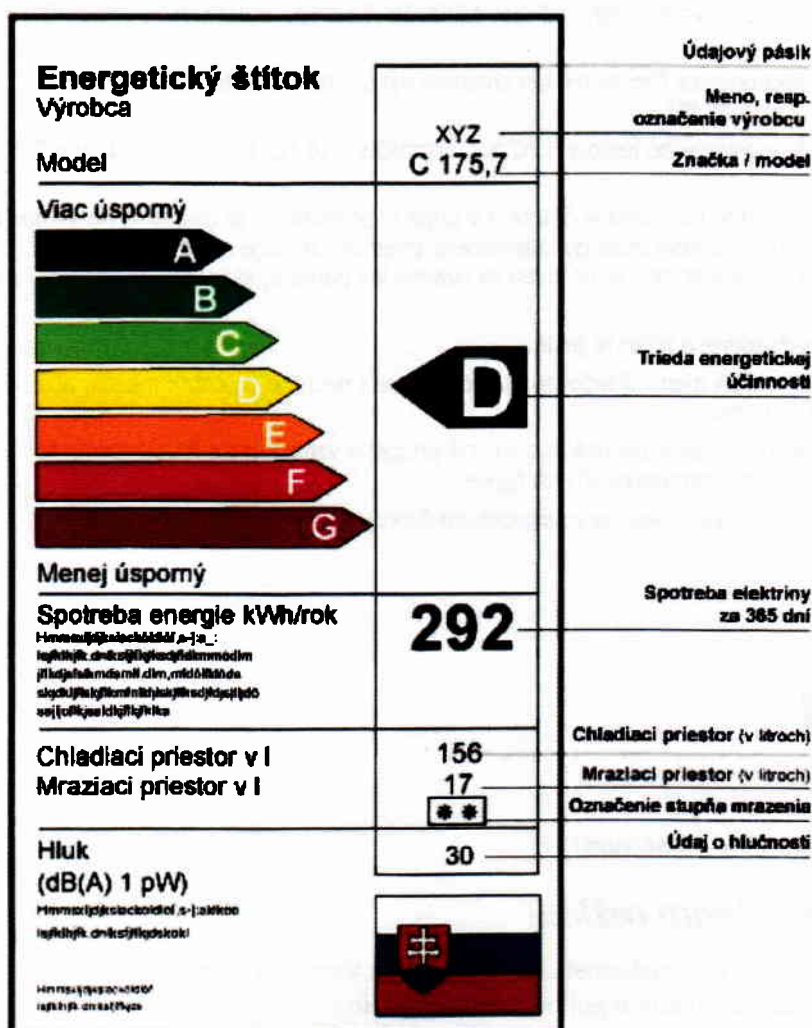 Energetický štítok
Výrobca
Model
XYZ
C 175,7
Viac úsporný
A
B
C
D
E
F
G
D
Menej úsporný
Spotreba energie kWh/rok
292
Chladiaci priestor v l
156
Mraziaci priestor v l
17
**
Hluk
(dB(A) 1 pW)
30
Údajový pásik
Meno, resp.
označenie výrobcu
Značka / model
Trieda energetickej
účinnosti
Spotreba elektriny
za 365 dní
Chladiaci priestor (v litroch)
Mraziaci priestor (v litroch)
Označenie stupňa mrazenia
Údaj o hlučnosti